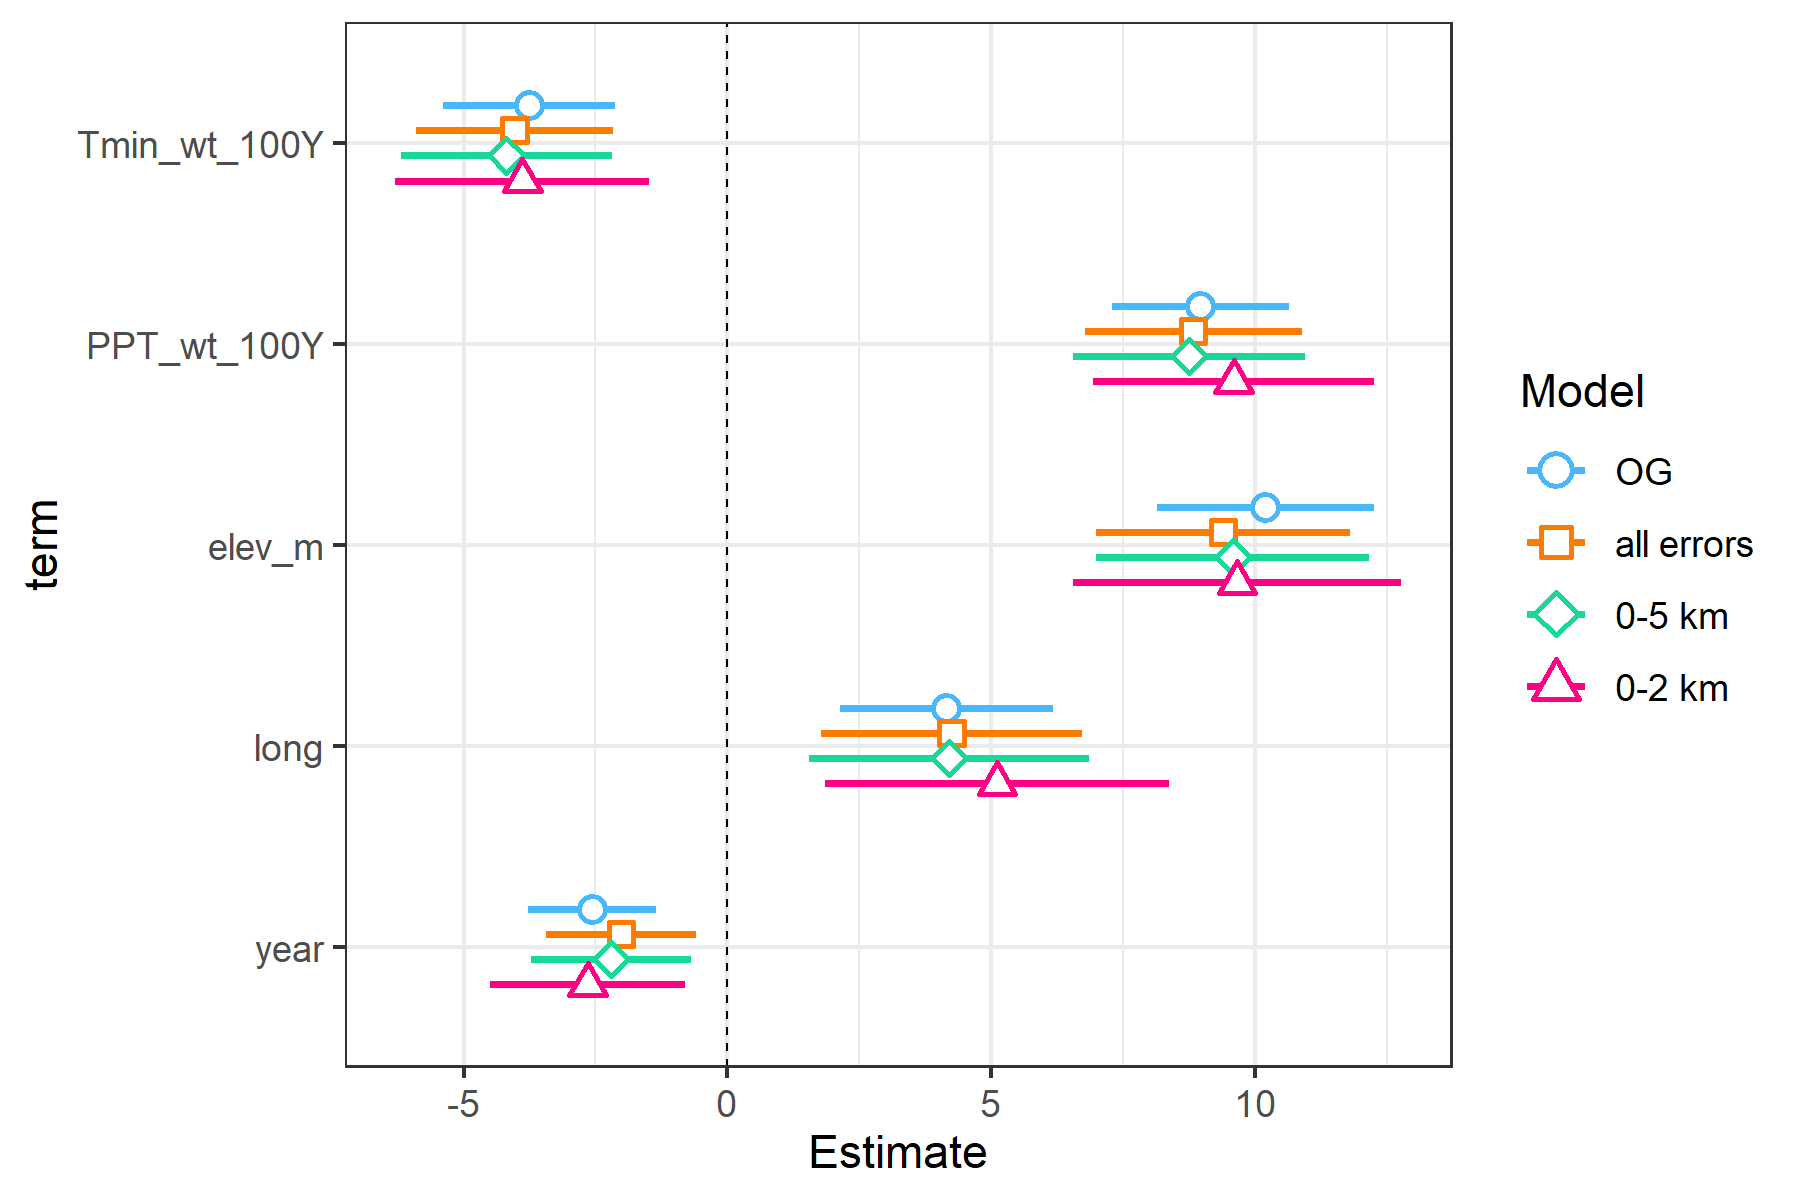 Tmin_wt_100Y
PPT_wt_100Y
elev_m
long
year
term
-5 0 5 10
Estimate
Model
OG
all errors
0-5 km
0-2 km